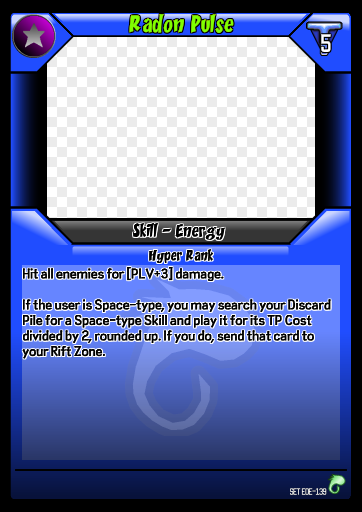 Radon Pulse
5
Skill - Energy
Hyper Rank
Hit all enemies for [PLV+3] damage.
If the user is Space-type, you may search your Discard
Pile for a Space-type Skill and play it for its TP Cost
divided by 2, rounded up. If you do, send that card to
your Rift Zone.
SET EOE-139